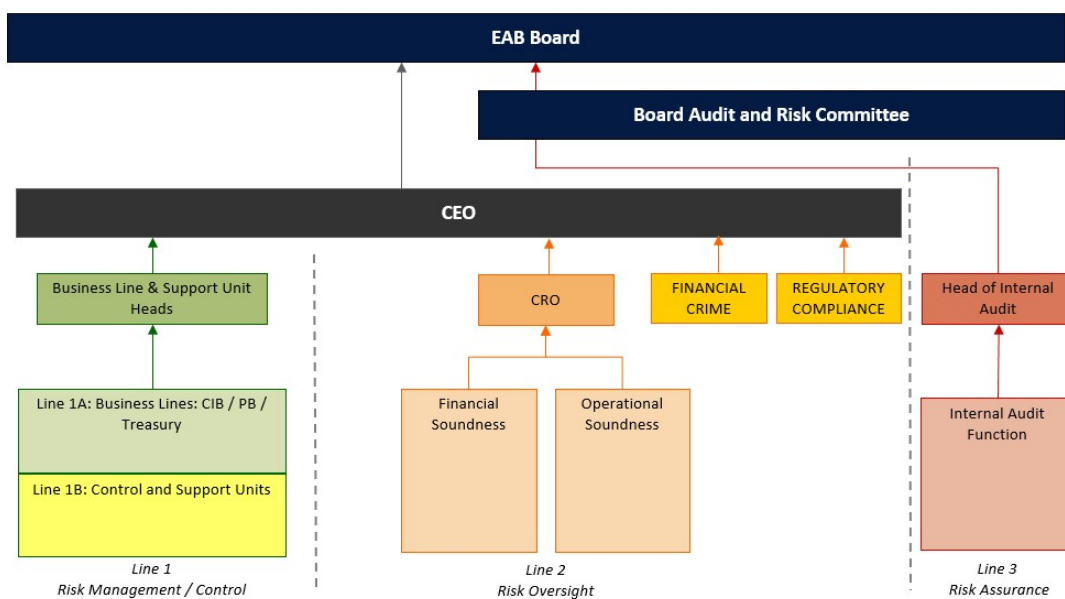 EAB Board
Board Audit and Risk Committee
CEO
Business Line & Support Unit
Heads
CRO
FINANCIAL
CRIME
REGULATORY
COMPLIANCE
Head of Internal
Audit
Line 1A: Business Lines: CIB / PB /
Treasury
Line 1B: Control and Support Units
Financial
Soundness
Operational
Soundness
Internal Audit
Function
Line 1
Risk Management / Control
Line 2
Risk Oversight
Line 3
Risk Assurance